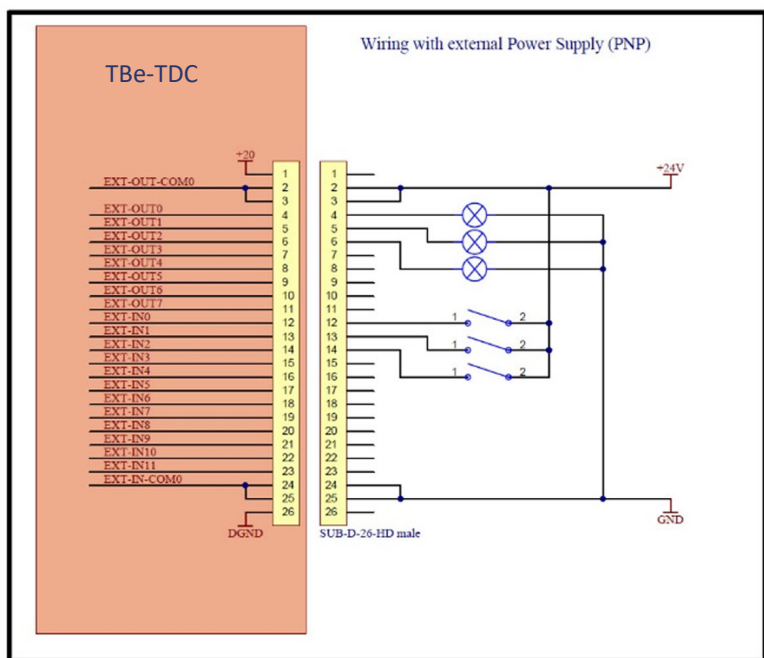 Wiring with external Power Supply (PNP)
TBe-TDC
+20
EXT-OUT-COM0
EXT-OUT0
EXT-OUT1
EXT-OUT2
EXT-OUT3
EXT-OUT4
EXT-OUT5
EXT-OUT6
EXT-OUT7
EXT-IN0
EXT-IN1
EXT-IN2
EXT-IN3
EXT-IN4
EXT-IN5
EXT-IN6
EXT-IN7
EXT-IN8
EXT-IN9
EXT-IN10
EXT-IN11
EXT-IN-COM0
DGND
1
2
3
4
5
6
7
8
9
10
11
12
13
14
15
16
17
18
19
20
21
22
23
24
25
26
1
2
3
4
5
6
7
8
9
10
11
12
13
14
15
16
17
18
19
20
21
22
23
24
25
26
SUB-D-26-HD male
+24V
1 2
1 2
1 2
GND